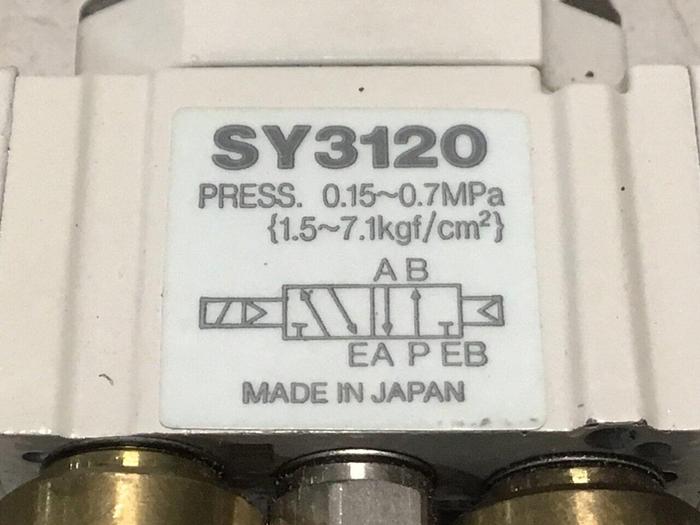 SY3120
PRESS. 0.15~0.7MPa
{1.5~7.1kgf/cm²}
A B
EA P EB
MADE IN JAPAN